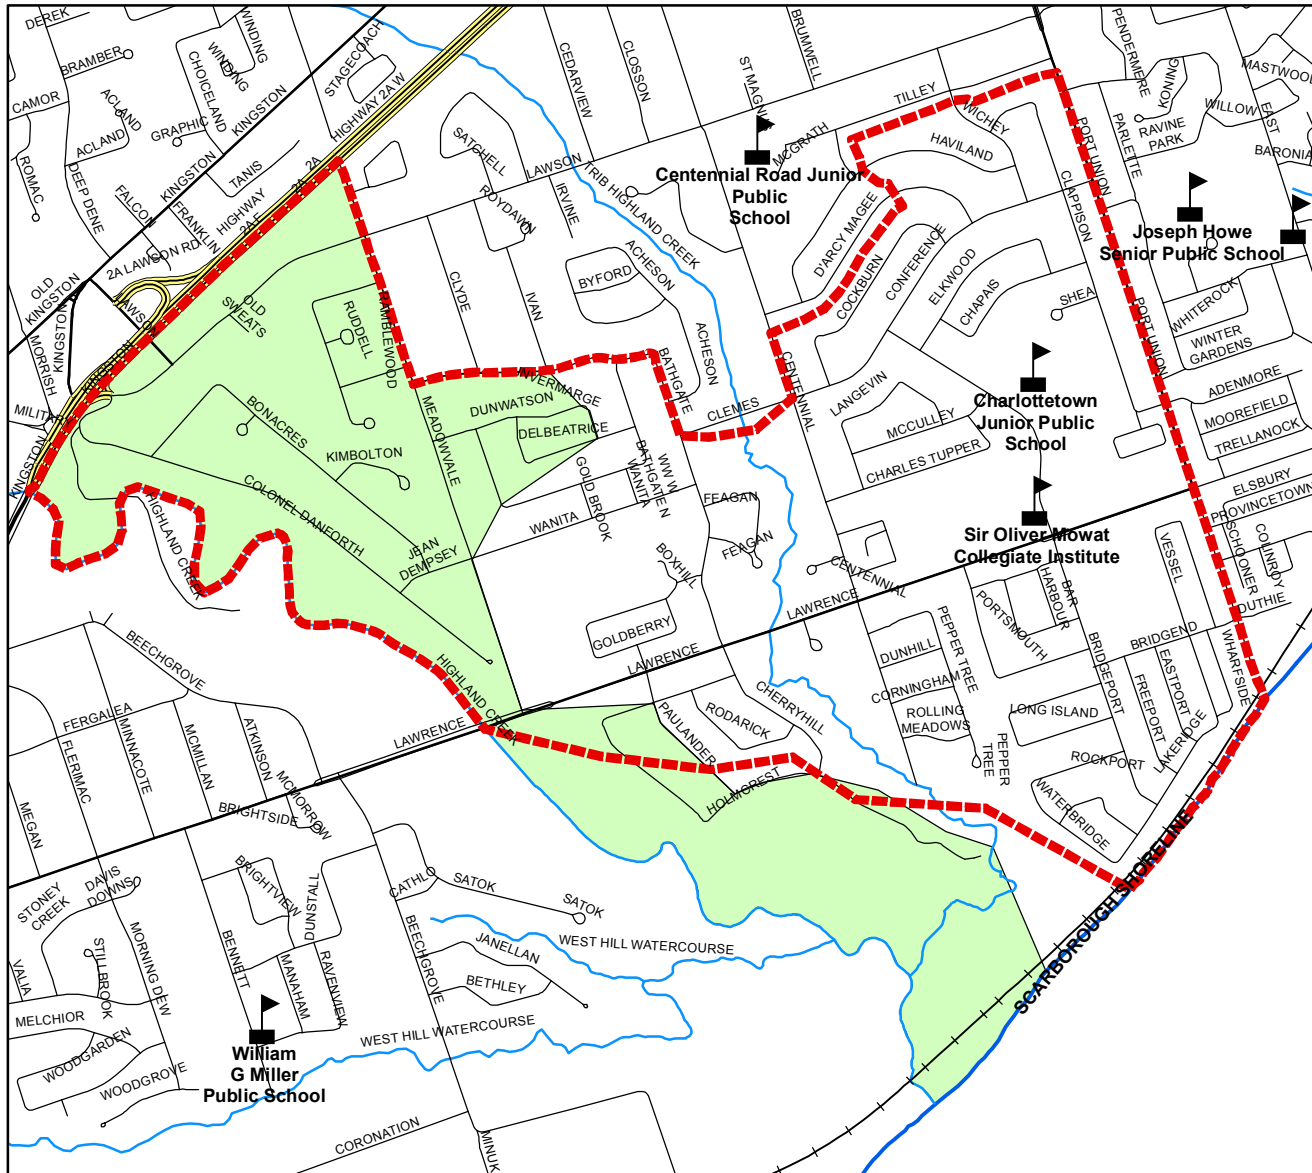 DEREK
BRAMBER
CAMOR
ACLAND
ACLAND
ROMAC
DEEP DENE
GRAPHIC
CHOICELAND
WINDING
WINDING
KINGSTON
KINGSTON
STAGECOACH
HIGHWAY 2A W
TANIS
FALCON
FRANKLIN
HIGHWAY
2A E
2A
2A
2A LAWSON RD
OLD
KINGSTON
KINGSTON
MORRISH
KINGSTON
LAWSON
OLD
SWEATS
RUDDELL
RAMBLEWOOD
CEDARVIEW
CLOSSON
BRUMWELL
ST MAGNUS
TILLEY
MCGRATH
WICHEY
HAVILAND
SATCHELL
LAWSON
ROYDAWN
IRVINE
TRIB HIGHLAND CREEK
ACHESON
BYFORD
CLYDE
IVAN
ACHESON
BATHGATE
INVERMARGE
CLEMES
CENTENNIAL
Centennial Road Junior
Public
School
D'ARCY MAGEE
COCKBURN
CONFERENCE
ELKWOOD
CHAPAIS
SHEA
CLAPPISON
PORT UNION
PORT UNION
PENDERMERE
PARLETTE
KONING
RAVINE
PARK
WILLOW
EAST
MASTWOOD
BARONIA
Joseph Howe
Senior Public School
WHITEROCK
WINTER
GARDENS
ADENMORE
MOOREFIELD
TRELLANOCK
ELSBURY
PROVINCETOWN
SCHOONER
COLINROY
VESSEL
DUTHIE
BRIDGEND
WHARFSIDE
EASTPORT
FREEPORT
LAKERIDGE
BRIDGEPORT
ROCKPORT
WATERBRIDGE
LONG ISLAND
BAR
HARBOUR
PORTSMOUTH
Charlottetown
Junior Public
School
Sir Oliver Mowat
Collegiate Institute
LANGEVIN
MCCULLEY
CHARLES TUPPER
DUNWATSON
DELBEATRICE
MEADOWVALE
BONACRES
KIMBOLTON
COLONEL DANFORTH
JEAN
DEMPSEY
GOLD BROOK
WANITA
WANITA
BATHGATE N
FEAGAN
FEAGAN
BOXHILL
GOLDBERRY
LAWRENCE
LAWRENCE
LAWRENCE
CENTENNIAL
DUNHILL
CORNINGHAM
ROLLING
MEADOWS
PEPPER TREE
PEPPER
TREE
CHERRYHILL
RODARICK
PAULANDER
HOLMCREST
HIGHLAND CREEK
HIGHLAND CREEK
KINGSTON
BEECHGROVE
FERGALEA
FLERIMAC
MINNACOTE
MCMILLAN
ATKINSON
MCMORROW
MEGAN
BRIGHTSIDE
BRIGHTVIEW
DUNSTALL
STONEY
CREEK
DAVIS
DOWNS
STILLBROOK
MORNING DEW
VALIA
MELCHIOR
WOODGARDEN
WOODGROVE
BENNETT
MANAHAM
RAVENVIEW
CATHLO
SATOK
SATOK
BEECHGROVE
JANELLAN
BETHLEY
WEST HILL WATERCOURSE
WEST HILL WATERCOURSE
William
G Miller
Public School
CORONATION
MINUK
SCARBOROUGH SHORELINE